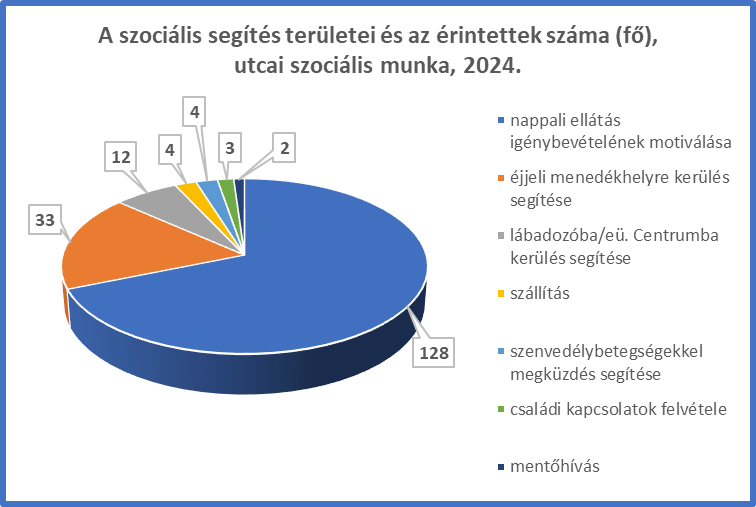 A szociális segítés területei és az érintettek száma (fő),
utcai szociális munka, 2024.
4
4
3
2
12
33
128
nappali ellátás
igénybevételének motiválása
éjjeli menedékhelyre kerülés
segítése
lábadozóba/eü. Centrumba
kerülés segítése
szállítás
szenvedélybetegségekkel
megküzdés segítése
családi kapcsolatok felvétele
mentőhívás